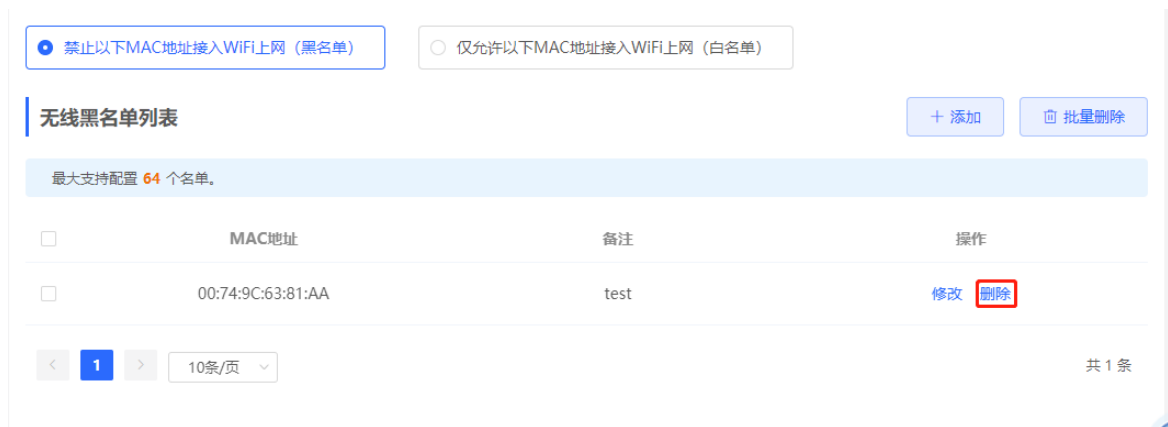 禁止以下MAC地址接入WiFi上网（黑名单） 仅允许以下MAC地址接入WiFi上网（白名单）
无线黑名单列表 + 添加 批量删除
最大支持配置 64 个名单。
MAC地址 备注 操作
00:74:9C:63:81:AA test 修改 删除
< 1 > 10条/页 共 1 条